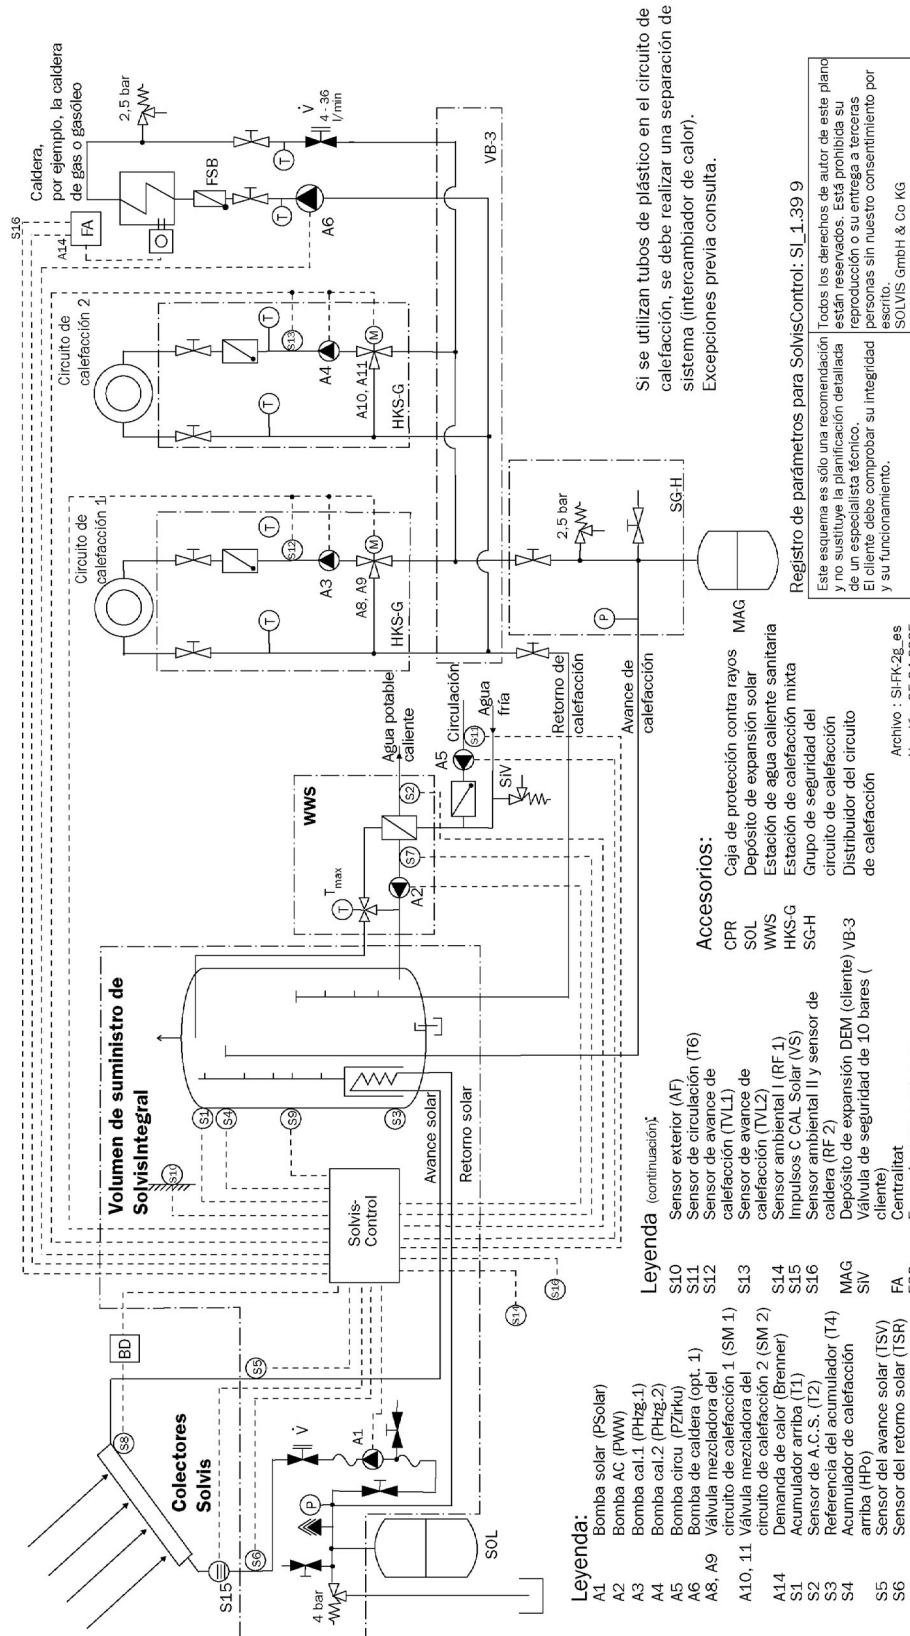 Caldera,
por ejemplo, la caldera
de gas o gasóleo
S16
A14
FA
2,5 bar
FSB
T
T
V̇
4 - 36
l/min
A6
VB-3
Circuito de
calefacción 2
T
T
S13
A4
M
A10, A11
HKS-G
Circuito de
calefacción 1
T
T
S12
A3
M
A8, A9
HKS-G
Si se utilizan tubos de plástico en el circuito de
calefacción, se debe realizar una separación de
sistema (intercambiador de calor).
Excepciones previa consulta.
2,5 bar
SG-H
P
MAG
Retorno de
calefacción
Avance de
calefacción
Agua potable
caliente
Circulación
Agua
fría
A5
S11
SiV
WWS
T
Tmax
S2
S7
A2
Volumen de suministro de
SolvisIntegral
S10
S1
S4
S9
S3
Solvis-
Control
Avance solar
Retorno solar
S14
S16
BD
S8
Colectores
Solvis
S5
S15
S6
V̇
A1
P
4 bar
SOL
Leyenda:
A1 Bomba solar (PSolar)
A2 Bomba AC (PWW)
A3 Bomba cal.1 (PHzg.1)
A4 Bomba cal.2 (PHzg.2)
A5 Bomba circu (PZirku)
A6 Bomba de caldera (opt. 1)
A8, A9 Válvula mezcladora del
circuito de calefacción 1 (SM 1)
A10, 11 Válvula mezcladora del
circuito de calefacción 2 (SM 2)
A14 Demanda de calor (Brenner)
S1 Acumulador arriba (T1)
S2 Sensor de A.C.S. (T2)
S3 Referencia del acumulador (T4)
S4 Acumulador de calefacción
arriba (HPo)
S5 Sensor del avance solar (TSV)
S6 Sensor del retorno solar (TSR)
Leyenda (continuación):
S10 Sensor exterior (AF)
S11 Sensor de circulación (T6)
S12 Sensor de avance de
calefacción (TVL1)
S13 Sensor de avance de
calefacción (TVL2)
S14 Sensor ambiental I (RF 1)
S15 Impulsos C CAL Solar (VS)
S16 Sensor ambiental II y sensor de
caldera (RF 2)
MAG Depósito de expansión DEM (cliente)
SiV Válvula de seguridad de 10 bares (
cliente)
FA Centralitat
Accesorios:
CPR Caja de protección contra rayos
SOL Depósito de expansión solar
WWS Estación de agua caliente sanitaria
HKS-G Estación de calefacción mixta
SG-H Grupo de seguridad del
circuito de calefacción
VB-3 Distribuidor del circuito
de calefacción
Archivo : SI-FK-2g_es
Registro de parámetros para SolvisControl: SI_1.39 9
Este esquema es sólo una recomendación
y no sustituye la planificación detallada
de un especialista técnico.
El cliente debe comprobar su integridad
y su funcionamiento.
Todos los derechos de autor de este plano
están reservados. Está prohibida su
reproducción o su entrega a terceras
personas sin nuestro consentimiento por
escrito.
SOLVIS GmbH & Co KG